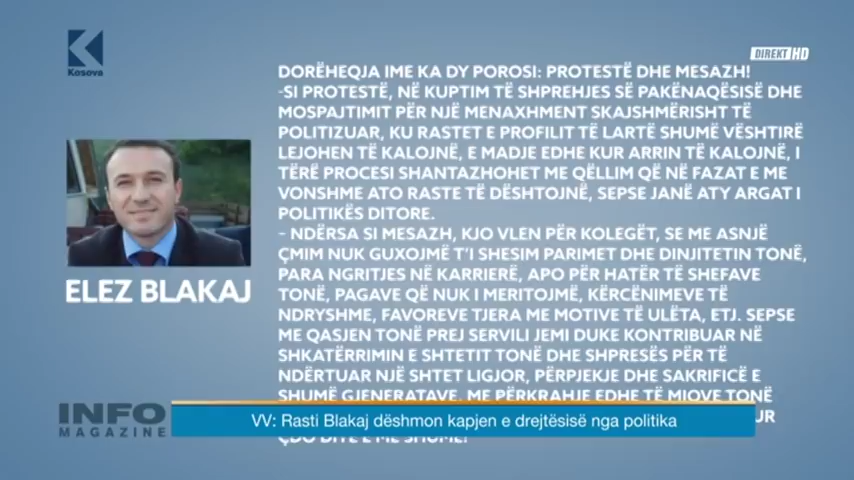 K
Kosova
DIREKT HD
DORËHEQJA IME KA DY POROSI: PROTESTË DHE MESAZH!
-SI PROTESTË, NË KUPTIM TË SHPREHJES SË PAKËNAQËSISË DHE
MOSPAJTIMIT PËR NJË MENAXHMENT SKAJSHMËRISHT TË
POLITIZUAR, KU RASTET E PROFILIT TË LARTË SHUMË VËSHTIRË
LEJOHEN TË KALOJNË, E MADJE EDHE KUR ARRIN TË KALOJNË, I
TËRË PROCESI SHANTAZHOHET ME QËLLIM QË NË FAZAT E ME
VONSHME ATO RASTE TË DËSHTOJNË, SEPSE JANË ATY ARGAT I
POLITIKËS DITORE.
- NDËRSA SI MESAZH, KJO VLEN PËR KOLEGËT, SE ME ASNJË
ÇMIM NUK GUXOJMË T'I SHESIM PARIMET DHE DINJITETIN TONË,
PARA NGRITJES NË KARRIERË, APO PËR HATËR TË SHEFAVE
TONË, PAGAVE QË NUK I MERITOJMË, KËRCËNIMEVE TË
NDRYSHME, FAVOREVE TJERA ME MOTIVE TË ULËTA, ETJ. SEPSE
ME QASJEN TONË PREJ SERVILI JEMI DUKE KONTRIBUAR NË
SHKATËRRIMIN E SHTETIT TONË DHE SHPRESËS PËR TË
NDËRTUAR NJË SHTET LIGJOR, PËRPJEKJE DHE SAKRIFICË E
SHUMË GJENERATAVE. ME PËRKRAHJE EDHE TË MIQVE TONË
UR
ÇDO DITË E MË SHUMË!
ELEZ BLAKAJ
INFO
MAGAZINE
VV: Rasti Blakaj dëshmon kapjen e drejtësisë nga politika